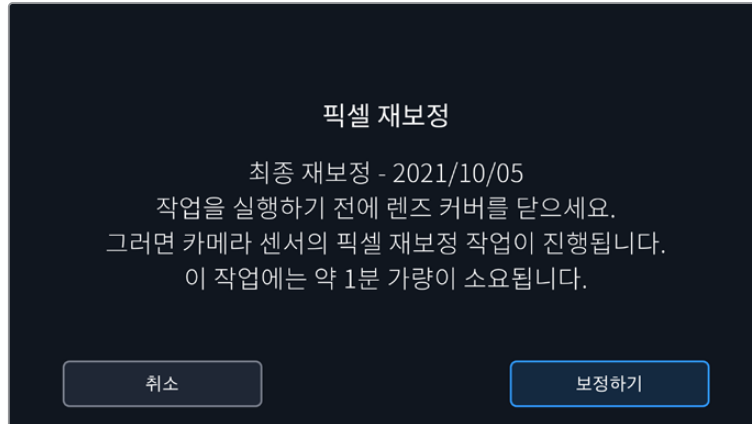 픽셀 재보정
최종 재보정 - 2021/10/05
작업을 실행하기 전에 렌즈 커버를 닫으세요.
그러면 카메라 센서의 픽셀 재보정 작업이 진행됩니다.
이 작업에는 약 1분 가량이 소요됩니다.
취소
보정하기